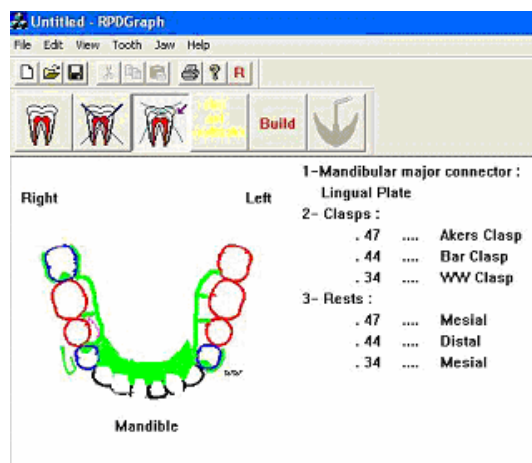 Untitled - RPDGraph
File Edit View Tooth Jaw Help
R
Build
1-Mandibular major connector :
Lingual Plate
Right
Left
2- Clasps :
. 47 .... Akers Clasp
. 44 .... Bar Clasp
. 34 .... WW Clasp
3- Rests :
. 47 .... Mesial
. 44 .... Distal
. 34 .... Mesial
ww
Mandible